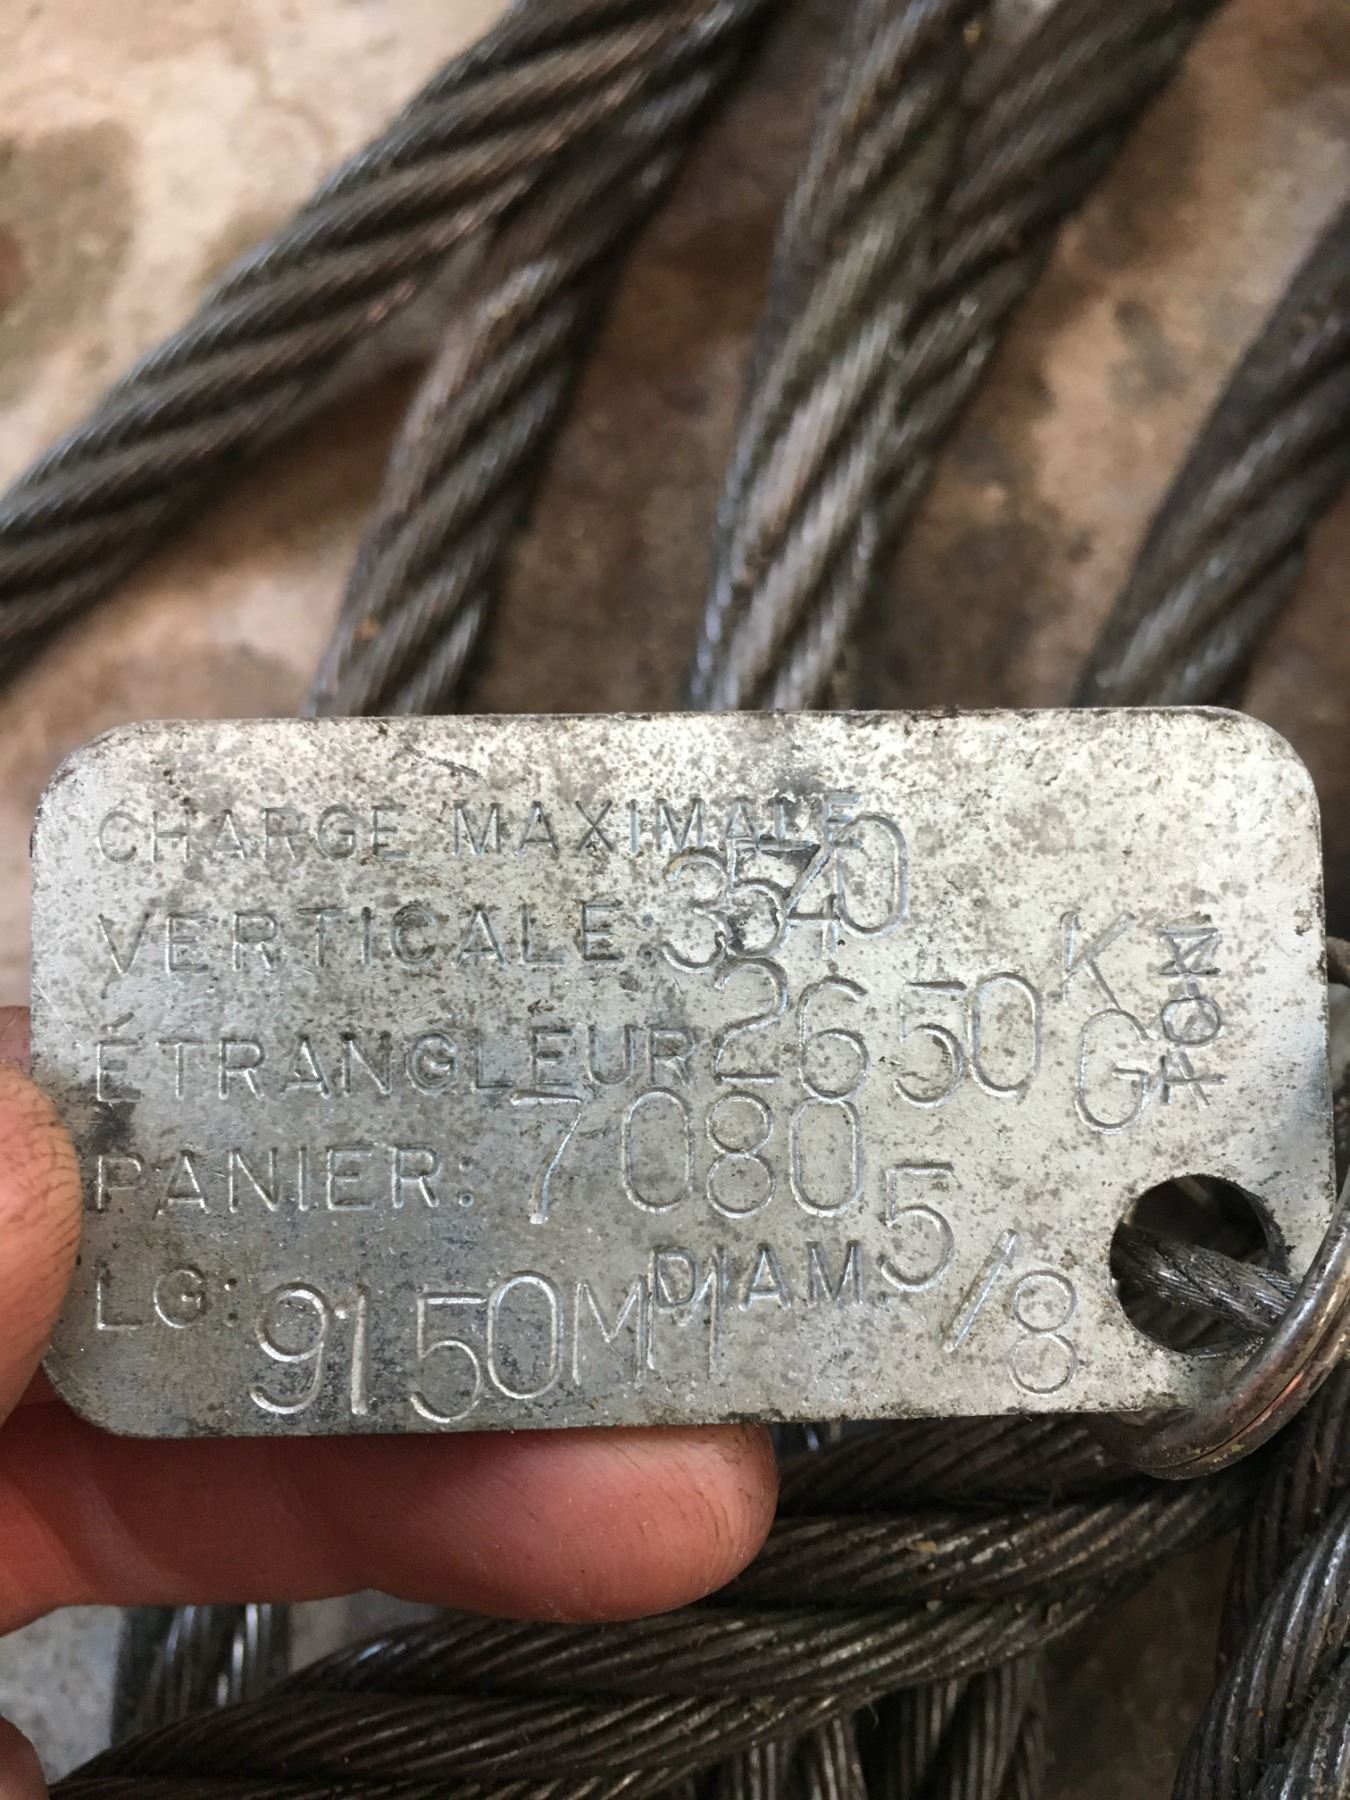 CHARGE MAXIMALE
VERTICALE: 3540
ÉTRANGLEUR 2650 KG
PANIER: 7080
LG: 9150MM DIAM. 5/8